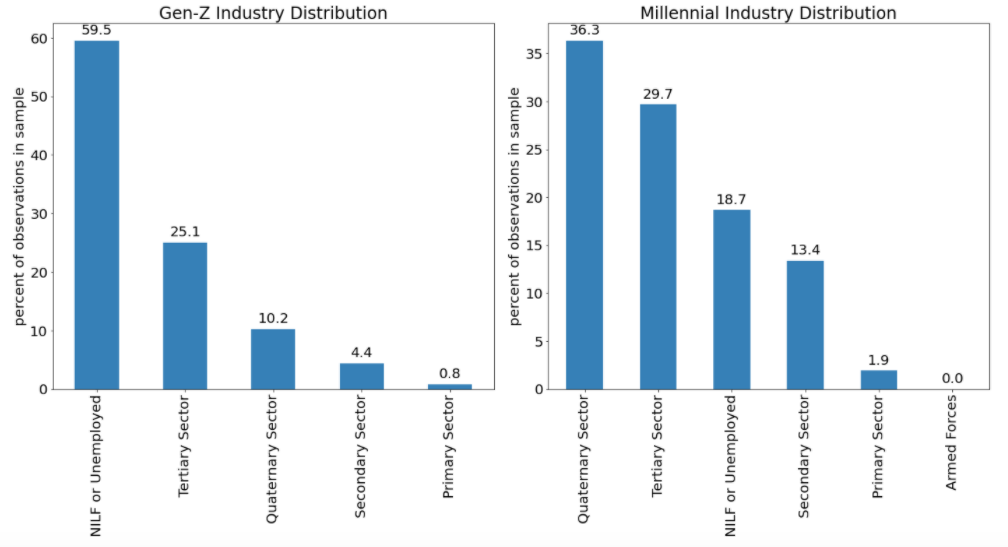 Gen-Z Industry Distribution
percent of observations in sample
60
50
40
30
20
10
0
59.5
25.1
10.2
4.4
0.8
NILF or Unemployed
Tertiary Sector
Quaternary Sector
Secondary Sector
Primary Sector
Millennial Industry Distribution
percent of observations in sample
35
30
25
20
15
10
5
0
36.3
29.7
18.7
13.4
1.9
0.0
Quaternary Sector
Tertiary Sector
NILF or Unemployed
Secondary Sector
Primary Sector
Armed Forces